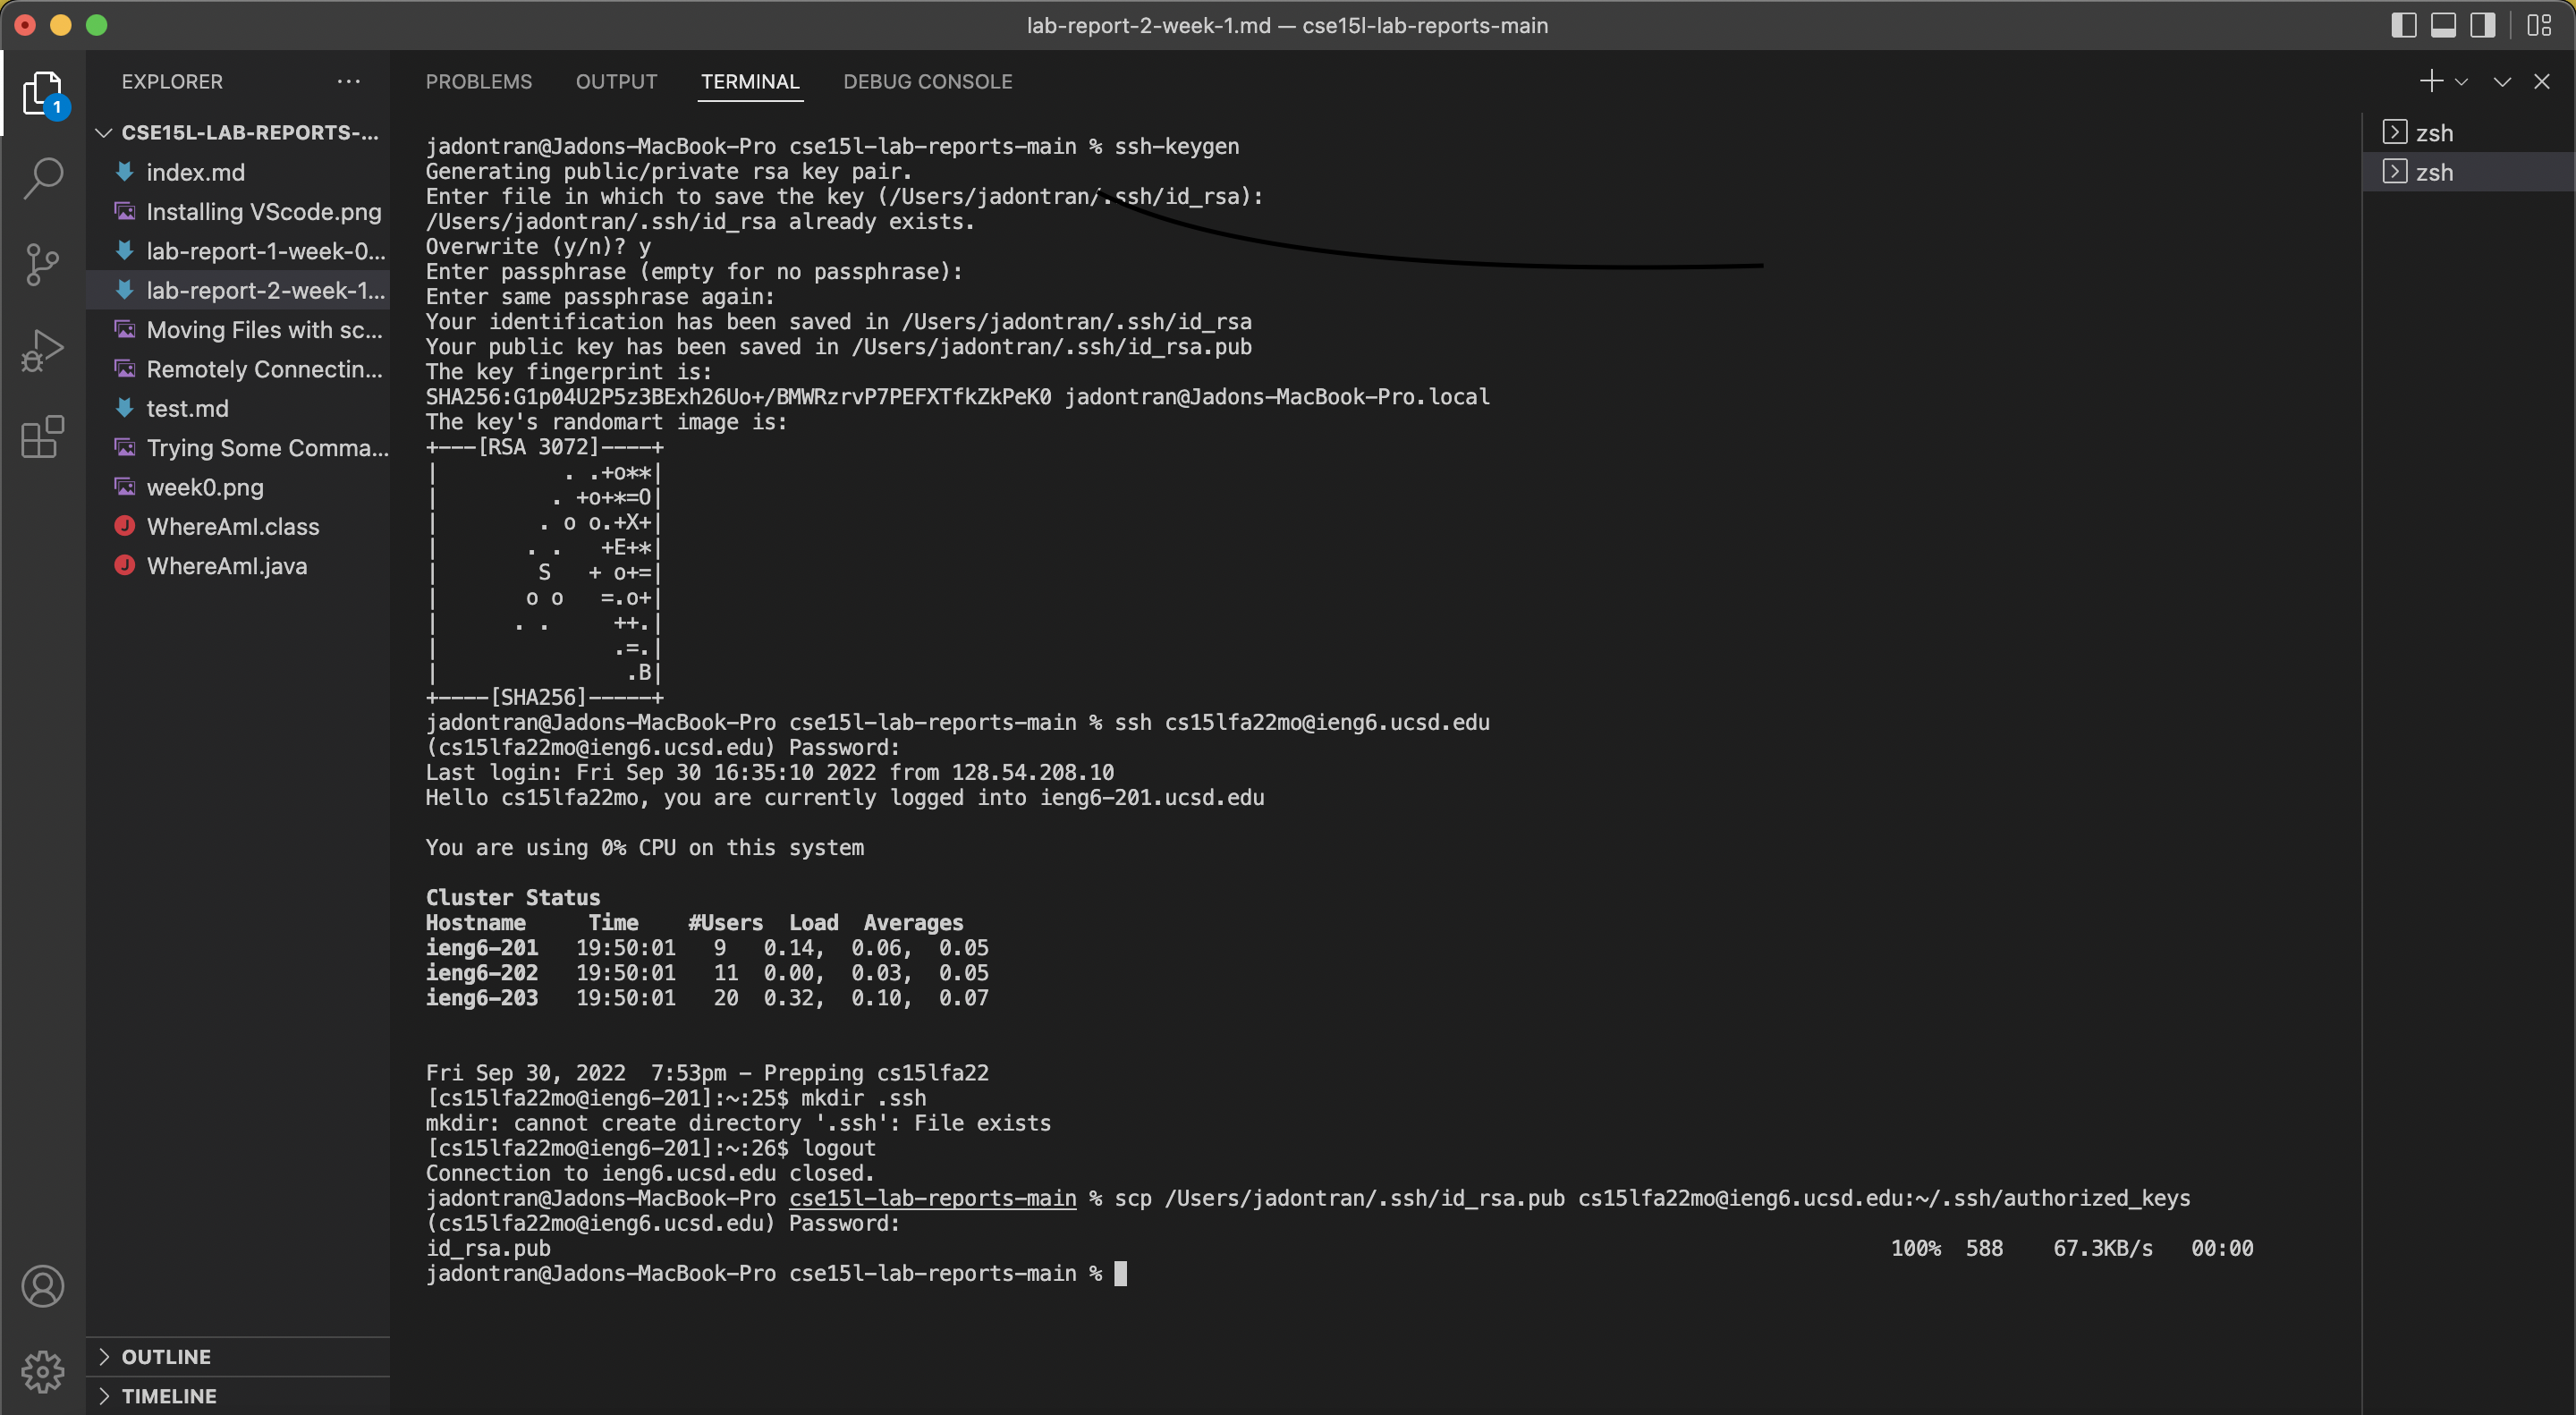 lab-report-2-week-1.md — cse15l-lab-reports-main
EXPLORER
1
CSE15L-LAB-REPORTS-...
index.md
Installing VScode.png
lab-report-1-week-0...
lab-report-2-week-1...
Moving Files with sc...
Remotely Connectin...
test.md
Trying Some Comma...
week0.png
J WhereAmI.class
J WhereAmI.java
OUTLINE
TIMELINE
PROBLEMS OUTPUT TERMINAL DEBUG CONSOLE
zsh
zsh
jadontran@Jadons-MacBook-Pro cse15l-lab-reports-main % ssh-keygen
Generating public/private rsa key pair.
Enter file in which to save the key (/Users/jadontran/.ssh/id_rsa):
/Users/jadontran/.ssh/id_rsa already exists.
Overwrite (y/n)? y
Enter passphrase (empty for no passphrase):
Enter same passphrase again:
Your identification has been saved in /Users/jadontran/.ssh/id_rsa
Your public key has been saved in /Users/jadontran/.ssh/id_rsa.pub
The key fingerprint is:
SHA256:G1p04U2P5z3BExh26Uo+/BMWRzrvP7PEFXTfkZkPeK0 jadontran@Jadons-MacBook-Pro.local
The key's randomart image is:
+---[RSA 3072]----+
|          . .+o**|
|         . +o+*=O|
|        . o o.+X+|
|       . .   +E+*|
|        S   + o+=|
|       o o   =.o+|
|      . .     ++.|
|              .=.|
|               .B|
+----[SHA256]-----+
jadontran@Jadons-MacBook-Pro cse15l-lab-reports-main % ssh cs15lfa22mo@ieng6.ucsd.edu
(cs15lfa22mo@ieng6.ucsd.edu) Password:
Last login: Fri Sep 30 16:35:10 2022 from 128.54.208.10
Hello cs15lfa22mo, you are currently logged into ieng6-201.ucsd.edu
You are using 0% CPU on this system
Cluster Status
Hostname     Time    #Users  Load  Averages
ieng6-201   19:50:01   9   0.14,  0.06,  0.05
ieng6-202   19:50:01   11  0.00,  0.03,  0.05
ieng6-203   19:50:01   20  0.32,  0.10,  0.07
Fri Sep 30, 2022  7:53pm - Prepping cs15lfa22
[cs15lfa22mo@ieng6-201]:~:25$ mkdir .ssh
mkdir: cannot create directory '.ssh': File exists
[cs15lfa22mo@ieng6-201]:~:26$ logout
Connection to ieng6.ucsd.edu closed.
jadontran@Jadons-MacBook-Pro cse15l-lab-reports-main % scp /Users/jadontran/.ssh/id_rsa.pub cs15lfa22mo@ieng6.ucsd.edu:~/.ssh/authorized_keys
(cs15lfa22mo@ieng6.ucsd.edu) Password:
id_rsa.pub 100% 588 67.3KB/s 00:00
jadontran@Jadons-MacBook-Pro cse15l-lab-reports-main %